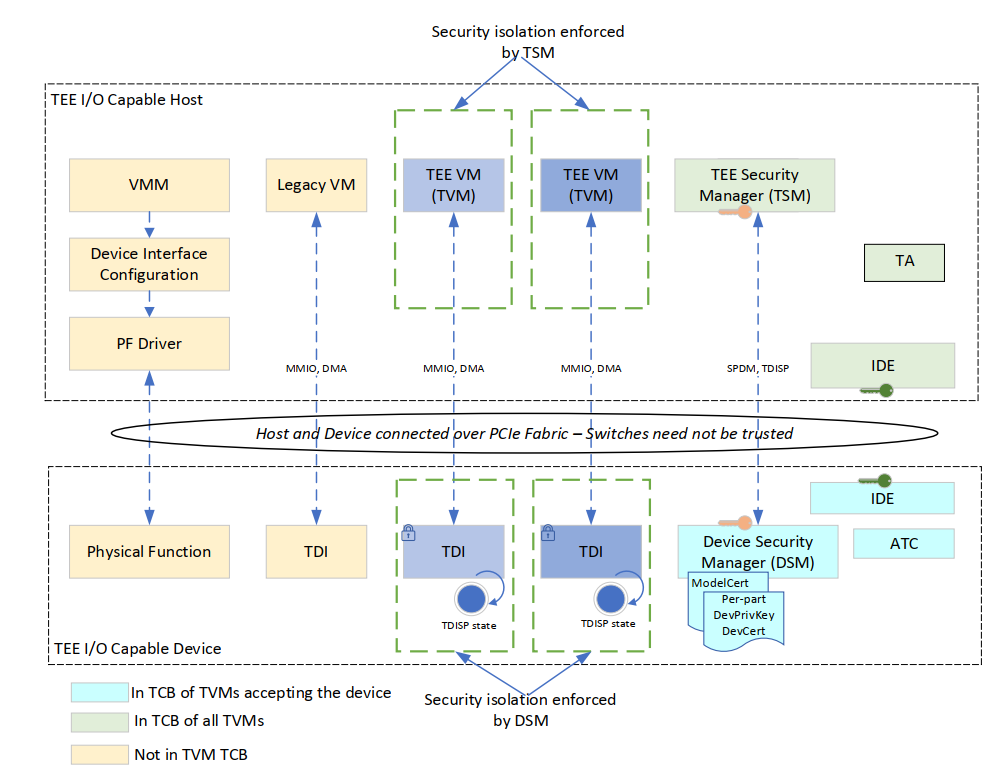 Security isolation enforced
by TSM
TEE I/O Capable Host
VMM
Legacy VM
TEE VM
(TVM)
TEE VM
(TVM)
TEE Security
Manager (TSM)
Device Interface
Configuration
TA
PF Driver
MMIO, DMA
MMIO, DMA
MMIO, DMA
SPDM, TDISP
IDE
Host and Device connected over PCIe Fabric – Switches need not be trusted
IDE
Physical Function
TDI
TDI
TDI
Device Security
Manager (DSM)
ATC
ModelCert
Per-part
DevPrivKey
DevCert
TDISP state
TDISP state
TEE I/O Capable Device
Security isolation enforced
by DSM
In TCB of TVMs accepting the device
In TCB of all TVMs
Not in TVM TCB